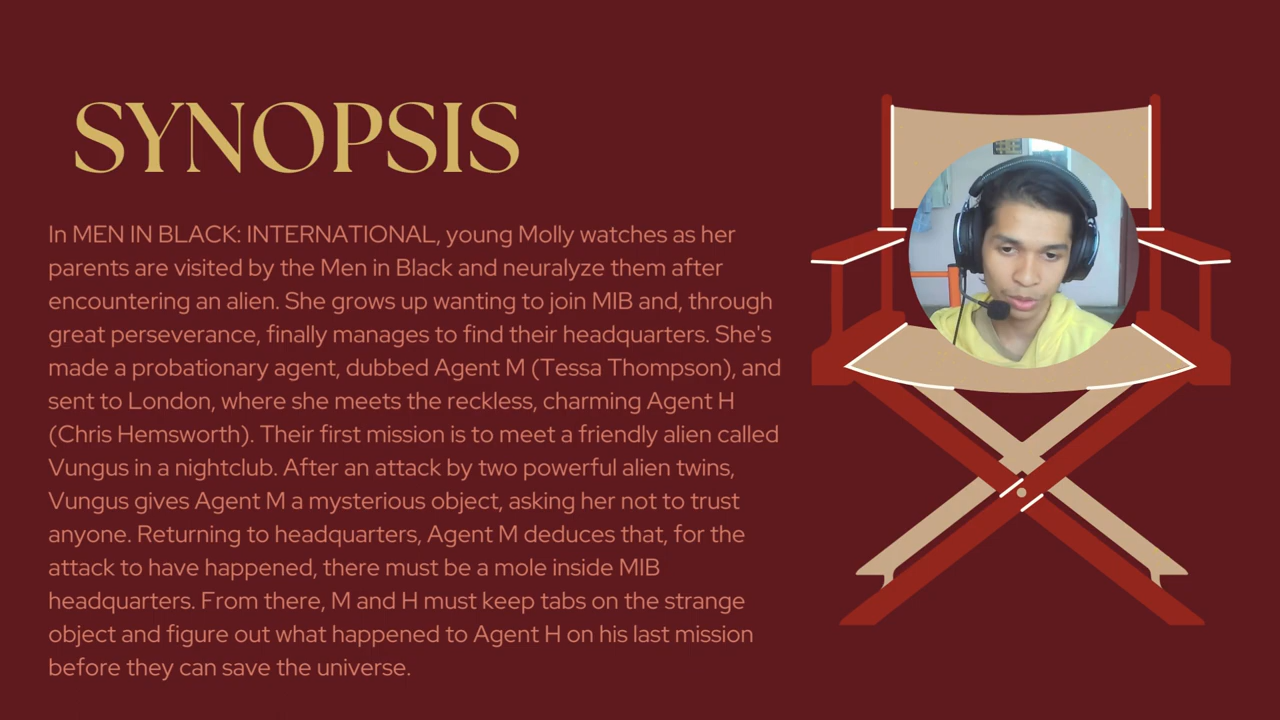 SYNOPSIS
In MEN IN BLACK: INTERNATIONAL, young Molly watches as her
parents are visited by the Men in Black and neuralyze them after
encountering an alien. She grows up wanting to join MIB and, through
great perseverance, finally manages to find their headquarters. She's
made a probationary agent, dubbed Agent M (Tessa Thompson), and
sent to London, where she meets the reckless, charming Agent H
(Chris Hemsworth). Their first mission is to meet a friendly alien called
Vungus in a nightclub. After an attack by two powerful alien twins,
Vungus gives Agent M a mysterious object, asking her not to trust
anyone. Returning to headquarters, Agent M deduces that, for the
attack to have happened, there must be a mole inside MIB
headquarters. From there, M and H must keep tabs on the strange
object and figure out what happened to Agent H on his last mission
before they can save the universe.